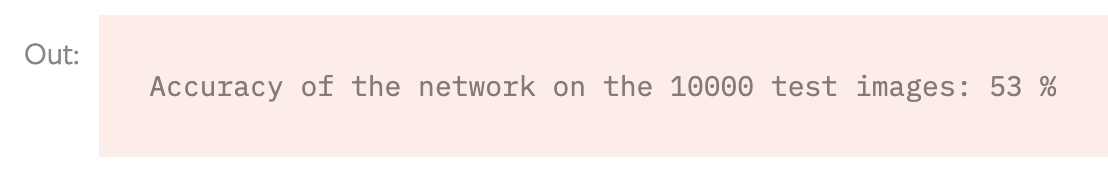 Out:
Accuracy of the network on the 10000 test images: 53 %